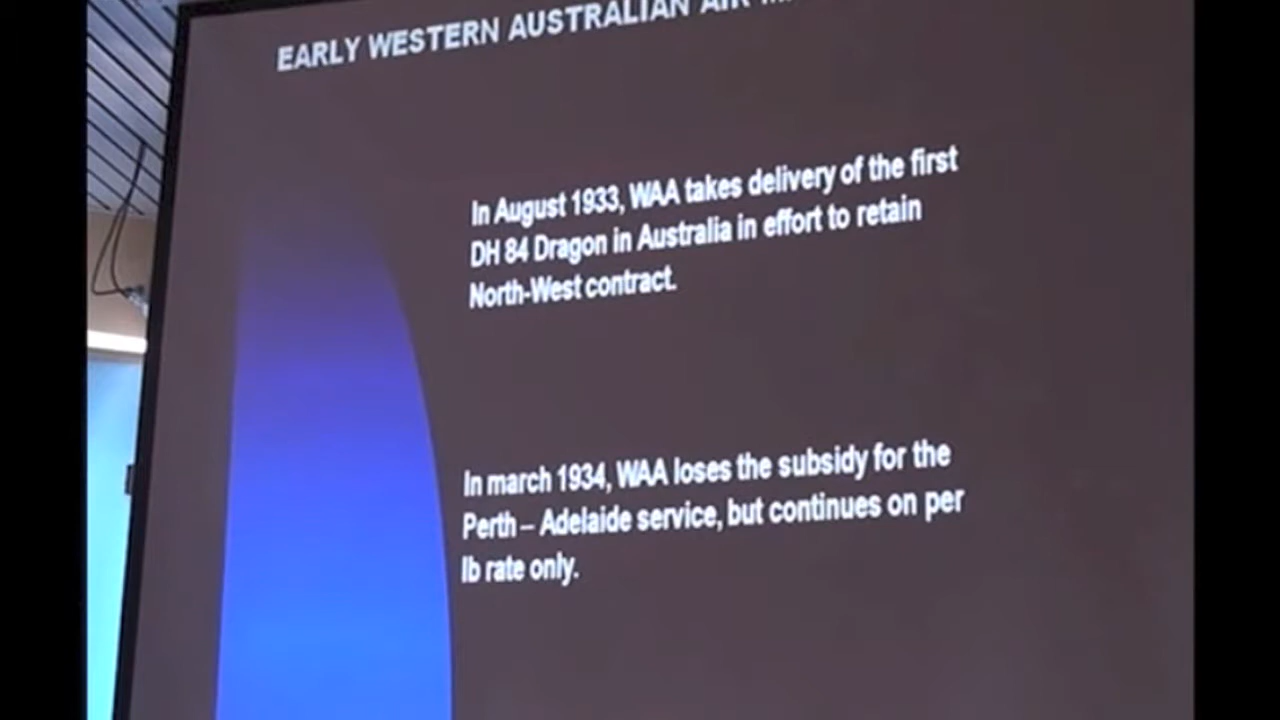 EARLY WESTERN AUSTRALIAN AIR
In August 1933, WAA takes delivery of the first
DH 84 Dragon in Australia in effort to retain
North-West contract.
In march 1934, WAA loses the subsidy for the
Perth – Adelaide service, but continues on per
lb rate only.